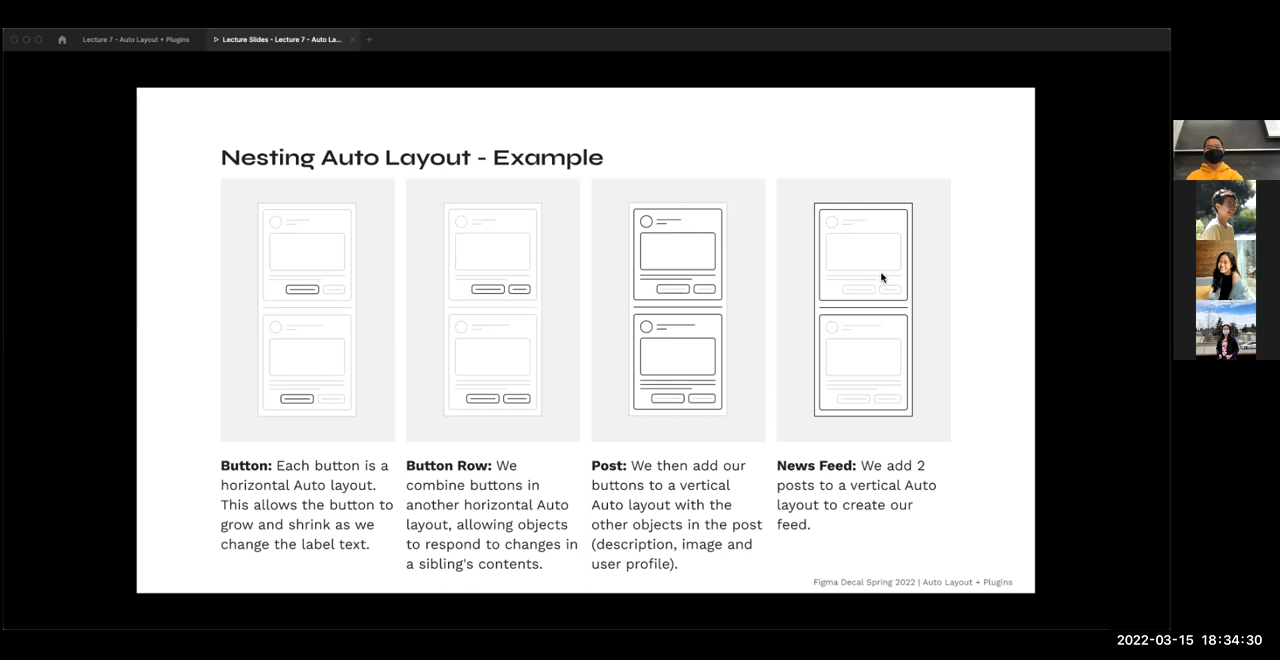 Lecture 7 - Auto Layout + Plugins
Lecture Slides - Lecture 7 - Auto La...
Nesting Auto Layout - Example
Button: Each button is a
horizontal Auto layout.
This allows the button to
grow and shrink as we
change the label text.
Button Row: We
combine buttons in
another horizontal Auto
layout, allowing objects
to respond to changes in
a sibling's contents.
Post: We then add our
buttons to a vertical
Auto layout with the
other objects in the post
(description, image and
user profile).
News Feed: We add 2
posts to a vertical Auto
layout to create our
feed.
Figma Decal Spring 2022 | Auto Layout + Plugins
2022-03-15 18:34:30